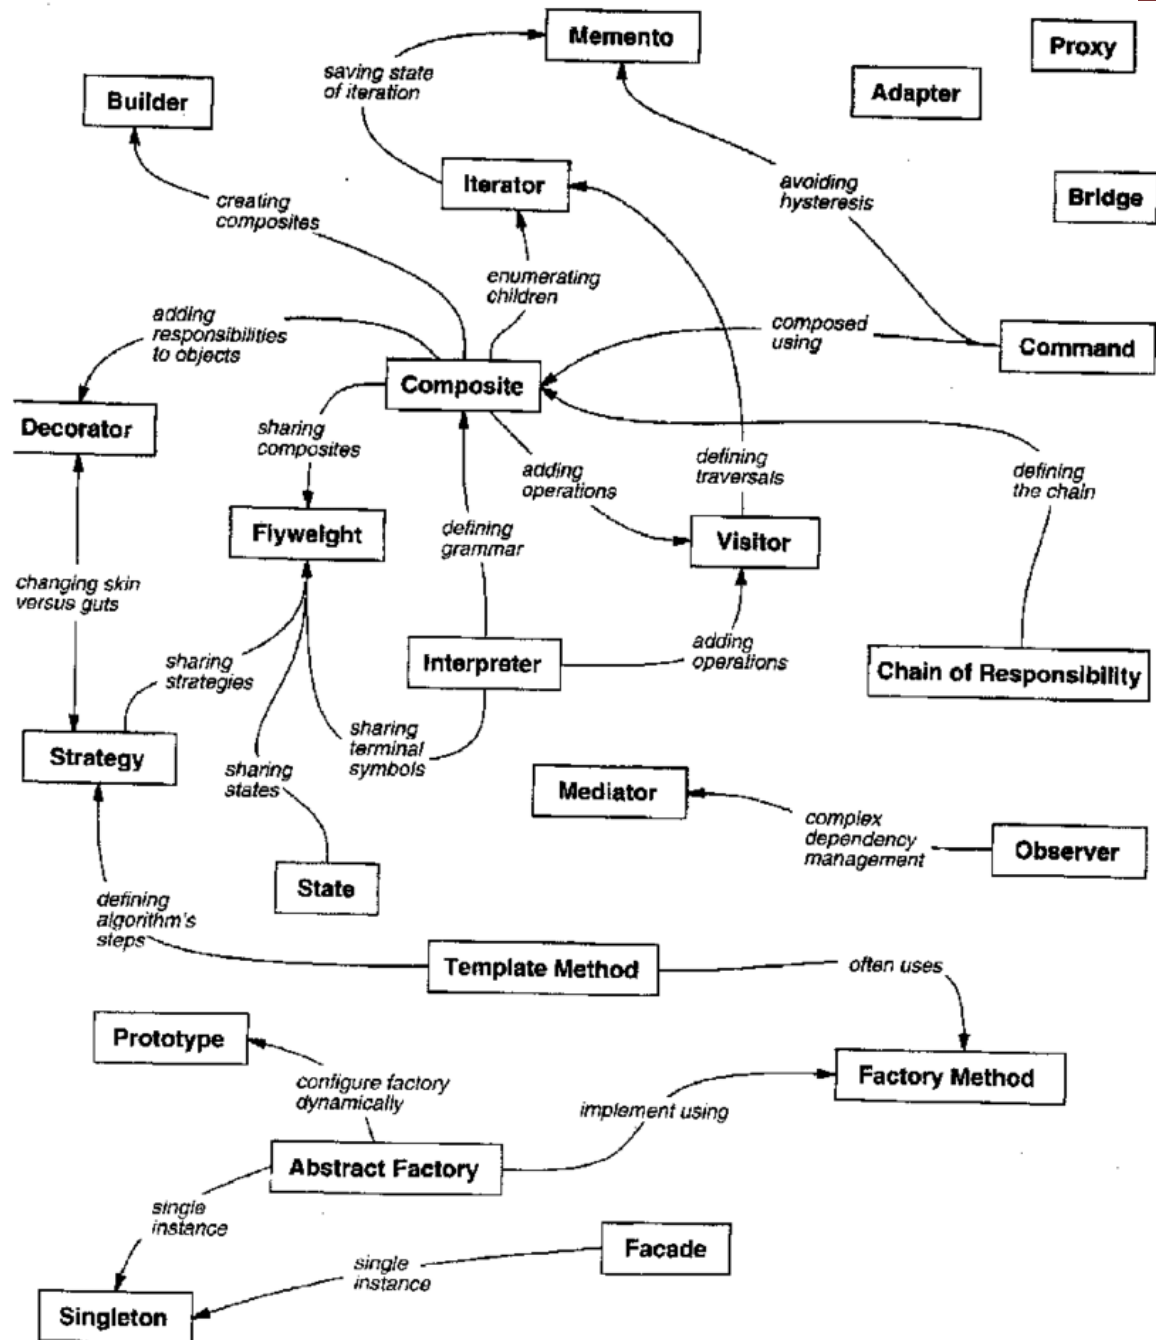 Memento
Proxy
saving state
of iteration
Adapter
Builder
Iterator
avoiding
hysteresis
Bridge
creating
composites
enumerating
children
adding
responsibilities
to objects
composed
using
Command
Composite
Decorator
sharing
composites
adding
operations
defining
traversals
defining
the chain
Flyweight
defining
grammar
Visitor
changing skin
versus guts
sharing
strategies
Interpreter
adding
operations
Chain of Responsibility
Strategy
sharing
terminal
symbols
sharing
states
Mediator
complex
dependency
management
Observer
State
defining
algorithm's
steps
Template Method
often uses
Prototype
Factory Method
configure factory
dynamically
implement using
Abstract Factory
single
instance
Facade
single
instance
Singleton